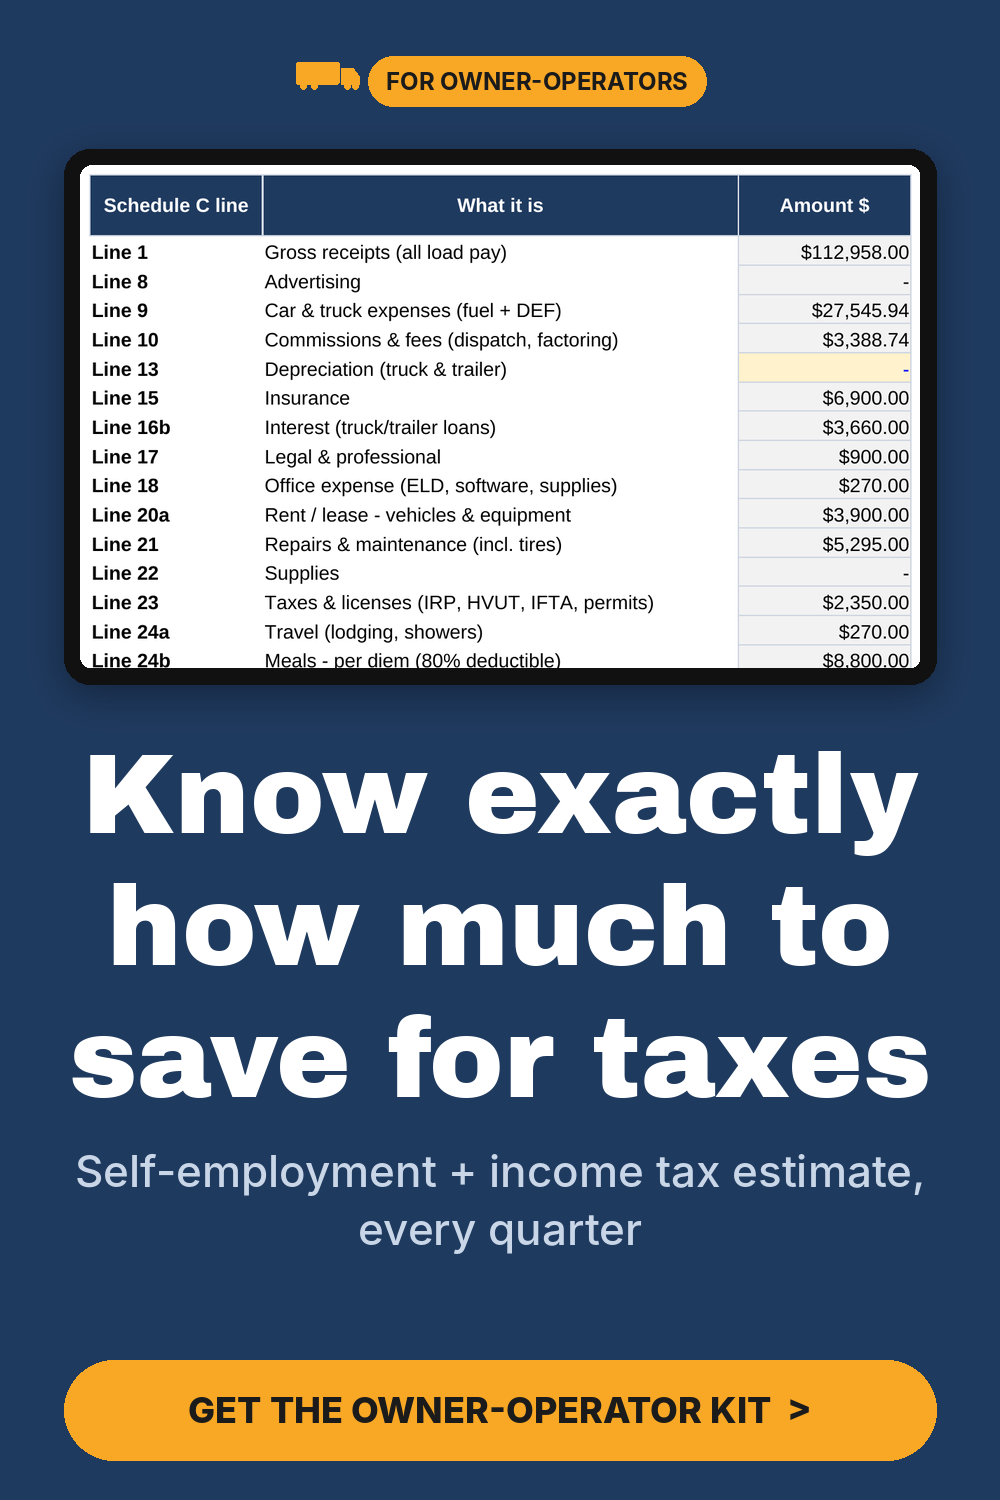 FOR OWNER-OPERATORS
Schedule C line What it is Amount $
Line 1 Gross receipts (all load pay) $112,958.00
Line 8 Advertising -
Line 9 Car & truck expenses (fuel + DEF) $27,545.94
Line 10 Commissions & fees (dispatch, factoring) $3,388.74
Line 13 Depreciation (truck & trailer) -
Line 15 Insurance $6,900.00
Line 16b Interest (truck/trailer loans) $3,660.00
Line 17 Legal & professional $900.00
Line 18 Office expense (ELD, software, supplies) $270.00
Line 20a Rent / lease - vehicles & equipment $3,900.00
Line 21 Repairs & maintenance (incl. tires) $5,295.00
Line 22 Supplies -
Line 23 Taxes & licenses (IRP, HVUT, IFTA, permits) $2,350.00
Line 24a Travel (lodging, showers) $270.00
Line 24b Meals - per diem (80% deductible) $8,800.00
Know exactly
how much to
save for taxes
Self-employment + income tax estimate,
every quarter
GET THE OWNER-OPERATOR KIT >